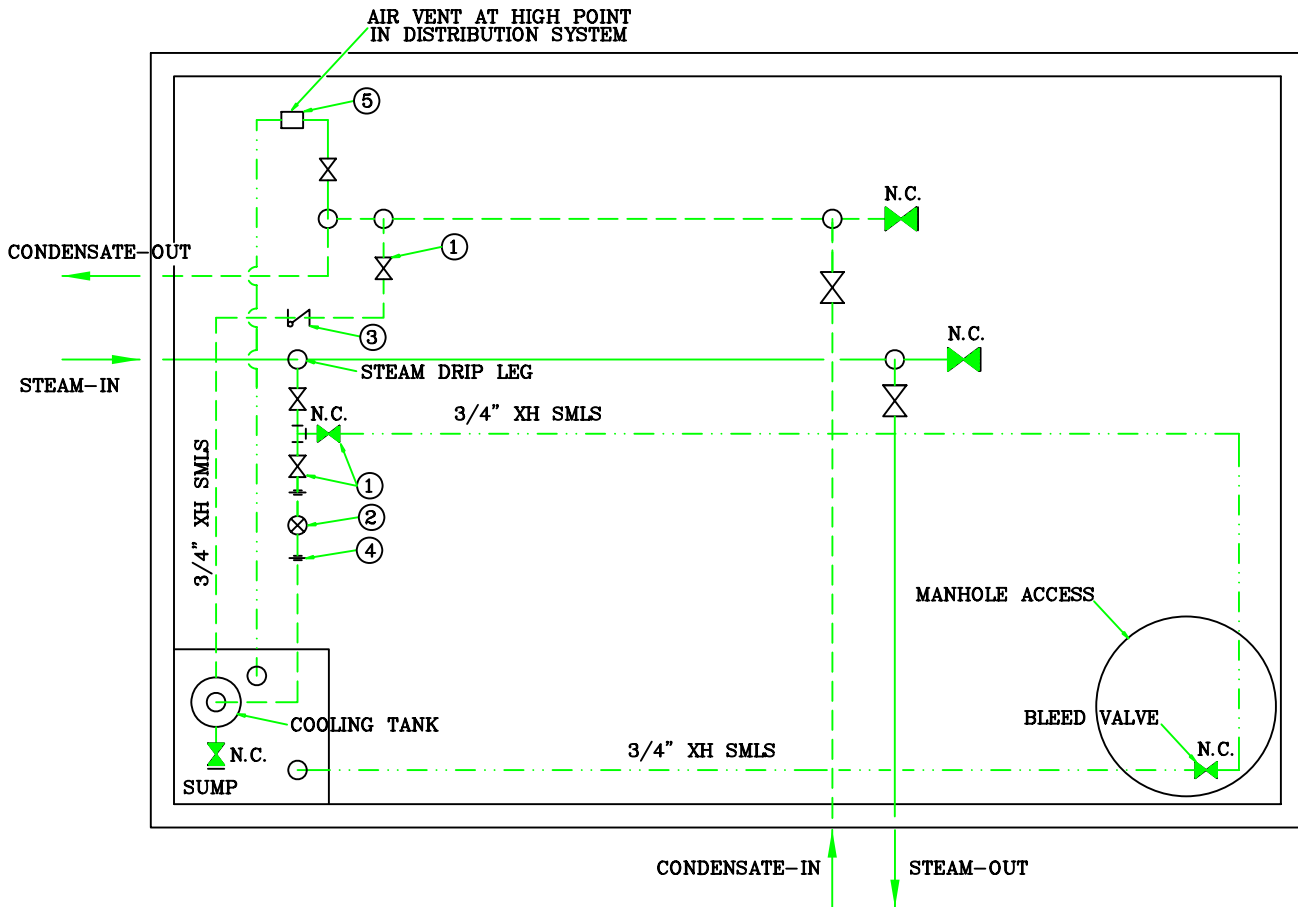 AIR VENT AT HIGH POINT
IN DISTRIBUTION SYSTEM
5
N.C.
CONDENSATE-OUT
1
3
N.C.
STEAM-IN
STEAM DRIP LEG
N.C.
3/4" XH SMLS
3/4" XH SMLS
1
2
4
MANHOLE ACCESS
COOLING TANK
BLEED VALVE
N.C.
N.C.
3/4" XH SMLS
SUMP
CONDENSATE-IN
STEAM-OUT